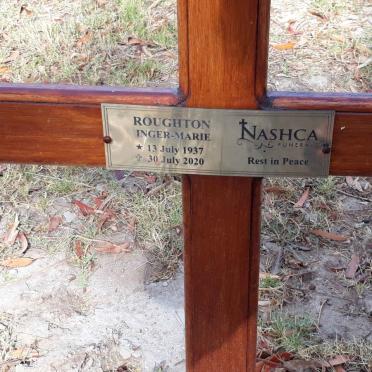 ROUGHTON
INGER-MARIE
★ 13 July 1937
✞ 30 July 2020
NASHCA
FUNERALS
Rest in Peace